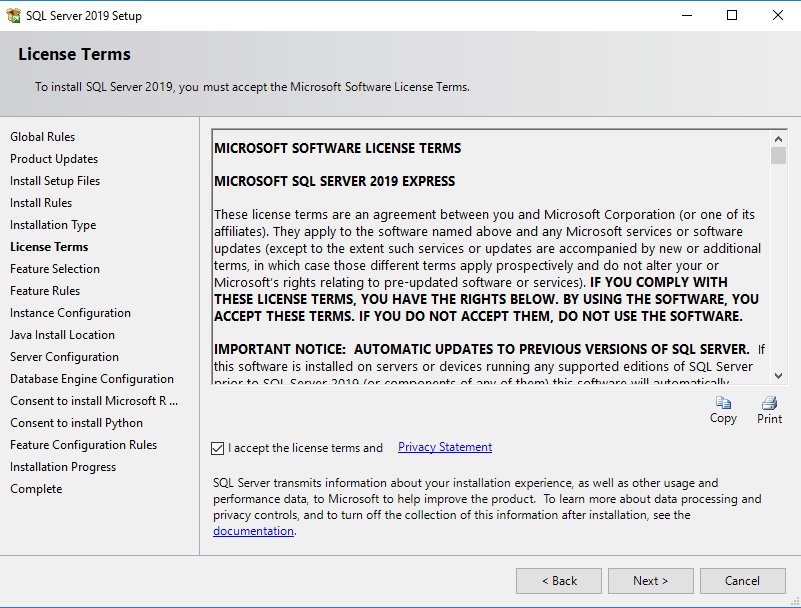 SQL Server 2019 Setup
License Terms
To install SQL Server 2019, you must accept the Microsoft Software License Terms.
Global Rules
Product Updates
Install Setup Files
Install Rules
Installation Type
License Terms
Feature Selection
Feature Rules
Instance Configuration
Java Install Location
Server Configuration
Database Engine Configuration
Consent to install Microsoft R ...
Consent to install Python
Feature Configuration Rules
Installation Progress
Complete
MICROSOFT SOFTWARE LICENSE TERMS
MICROSOFT SQL SERVER 2019 EXPRESS
These license terms are an agreement between you and Microsoft Corporation (or one of its
affiliates). They apply to the software named above and any Microsoft services or software
updates (except to the extent such services or updates are accompanied by new or additional
terms, in which case those different terms apply prospectively and do not alter your or
Microsoft's rights relating to pre-updated software or services). IF YOU COMPLY WITH
THESE LICENSE TERMS, YOU HAVE THE RIGHTS BELOW. BY USING THE SOFTWARE, YOU
ACCEPT THESE TERMS. IF YOU DO NOT ACCEPT THEM, DO NOT USE THE SOFTWARE.
IMPORTANT NOTICE: AUTOMATIC UPDATES TO PREVIOUS VERSIONS OF SQL SERVER. If
this software is installed on servers or devices running any supported editions of SQL Server
prior to SQL Server 2019 (or components of any of them) this software will automatically
Copy
Print
I accept the license terms and Privacy Statement
SQL Server transmits information about your installation experience, as well as other usage and
performance data, to Microsoft to help improve the product. To learn more about data processing and
privacy controls, and to turn off the collection of this information after installation, see the
documentation.
< Back
Next >
Cancel